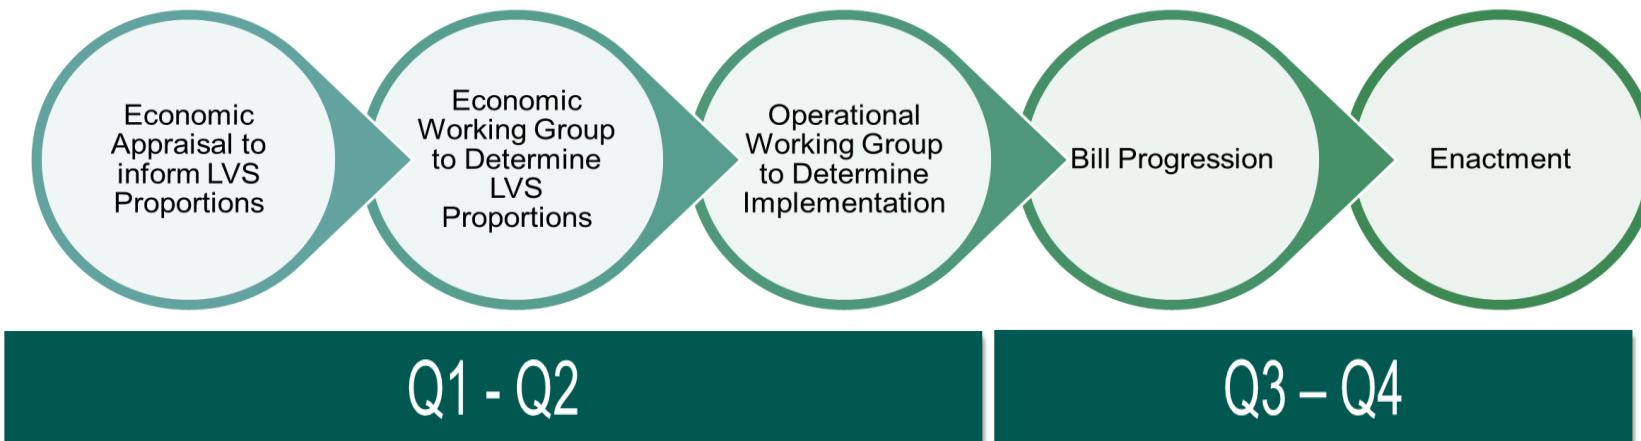 Economic
Appraisal to
inform LVS
Proportions
Economic
Working Group
to Determine
LVS
Proportions
Operational
Working Group
to Determine
Implementation
Bill Progression
Enactment
Q1 - Q2
Q3 – Q4